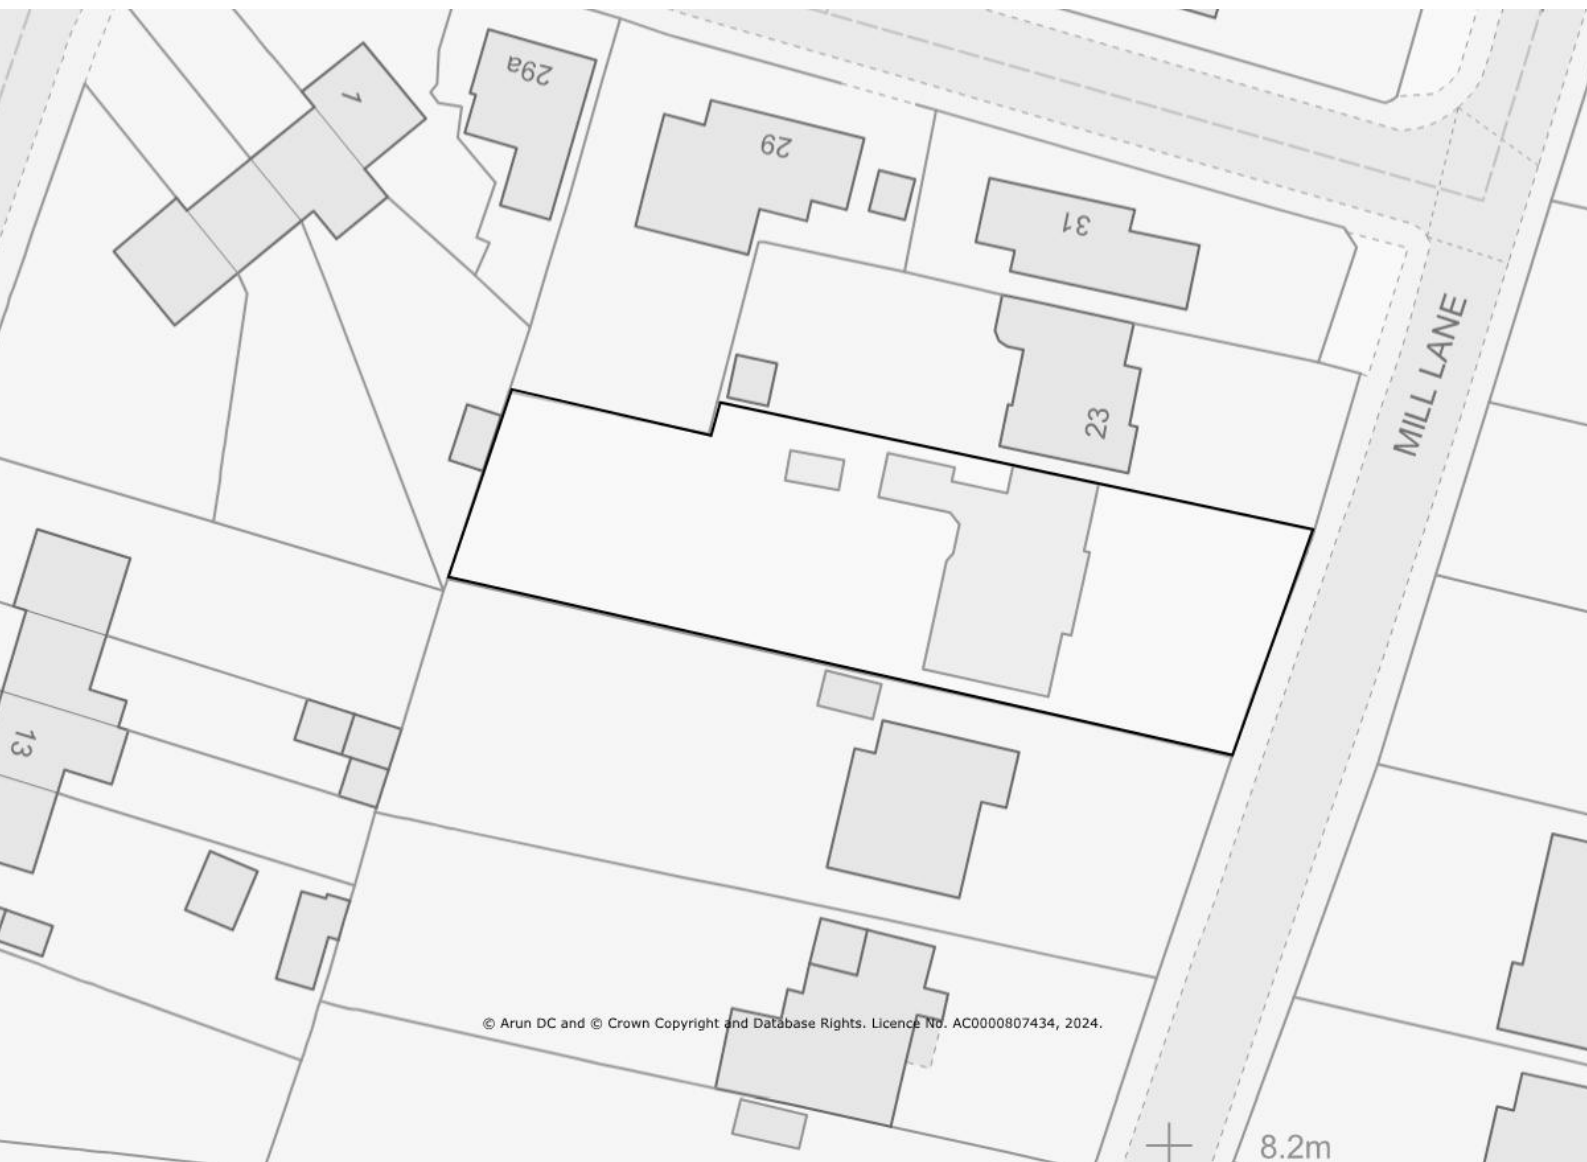 1
29a
29
31
23
MILL LANE
13
© Arun DC and © Crown Copyright and Database Rights. Licence No. AC0000807434, 2024.
8.2m